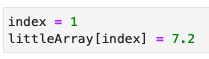 index = 1
littleArray[index] = 7.2